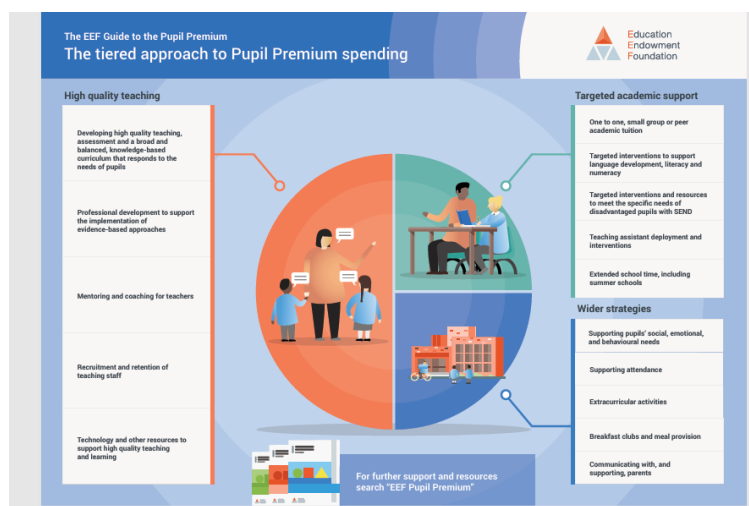 The EEF Guide to the Pupil Premium
The tiered approach to Pupil Premium spending
Education
Endowment
Foundation
High quality teaching
Developing high quality teaching,
assessment and a broad and
balanced, knowledge-based
curriculum that responds to the
needs of pupils
Professional development to support
the implementation of
evidence-based approaches
Mentoring and coaching for teachers
Recruitment and retention of
teaching staff
Technology and other resources to
support high quality teaching
and learning
Targeted academic support
One to one, small group or peer
academic tuition
Targeted interventions to support
language development, literacy and
numeracy
Targeted interventions and resources
to meet the specific needs of
disadvantaged pupils with SEND
Teaching assistant deployment and
interventions
Extended school time, including
summer schools
Wider strategies
Supporting pupils' social, emotional,
and behavioural needs
Supporting attendance
Extracurricular activities
Breakfast clubs and meal provision
Communicating with, and
supporting, parents
For further support and resources
search "EEF Pupil Premium"